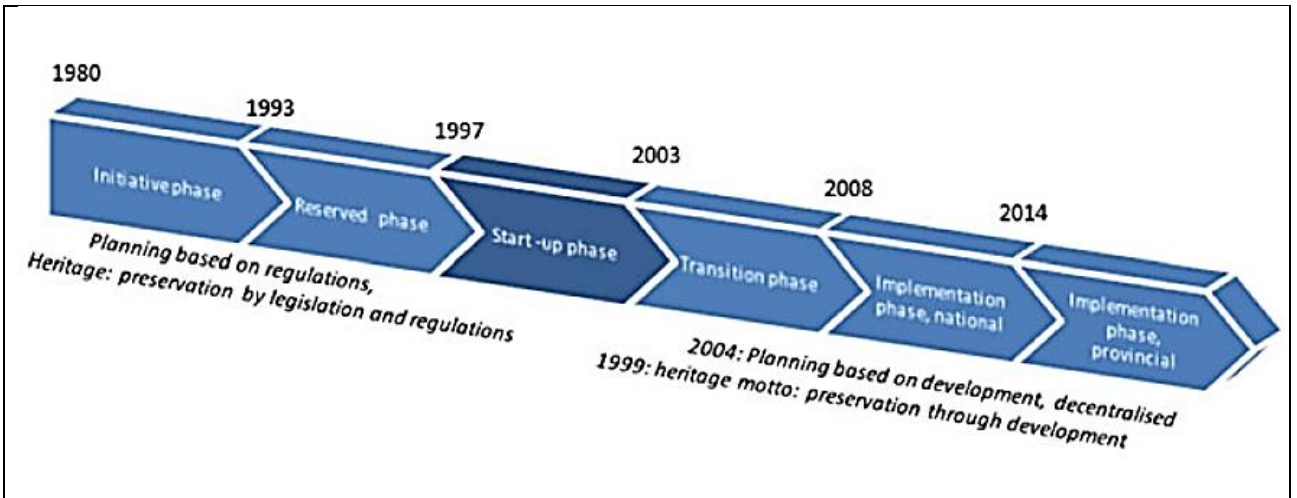 1980
1993
1997
2003
2008
2014
Initiative phase
Reserved phase
Start-up phase
Transition phase
Implementation
phase, national
Implementation
phase,
provincial
Planning based on regulations,
Heritage: preservation by legislation and regulations
2004: Planning based on development, decentralised
1999: heritage motto: preservation through development